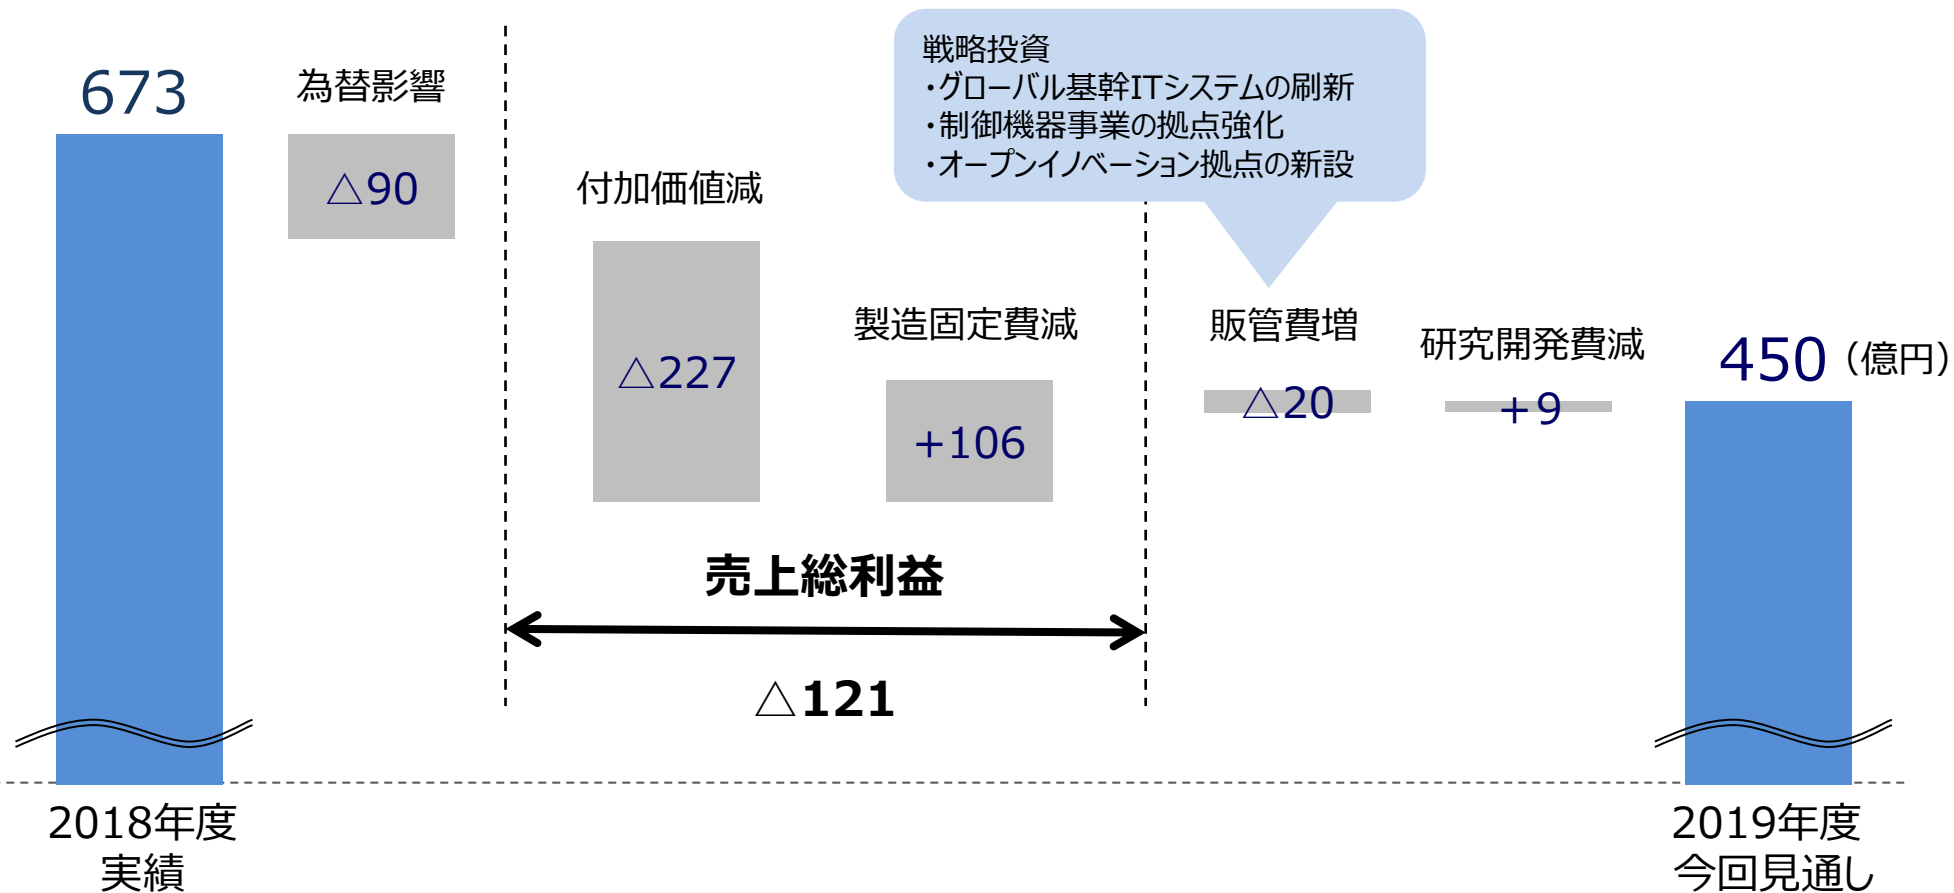 673
為替影響
△90
付加価値減
△227
製造固定費減
+106
売上総利益
△121
戦略投資
・グローバル基幹ITシステムの刷新
・制御機器事業の拠点強化
・オープンイノベーション拠点の新設
販管費増
△20
研究開発費減
+9
450（億円）
2018年度
実績
2019年度
今回見通し